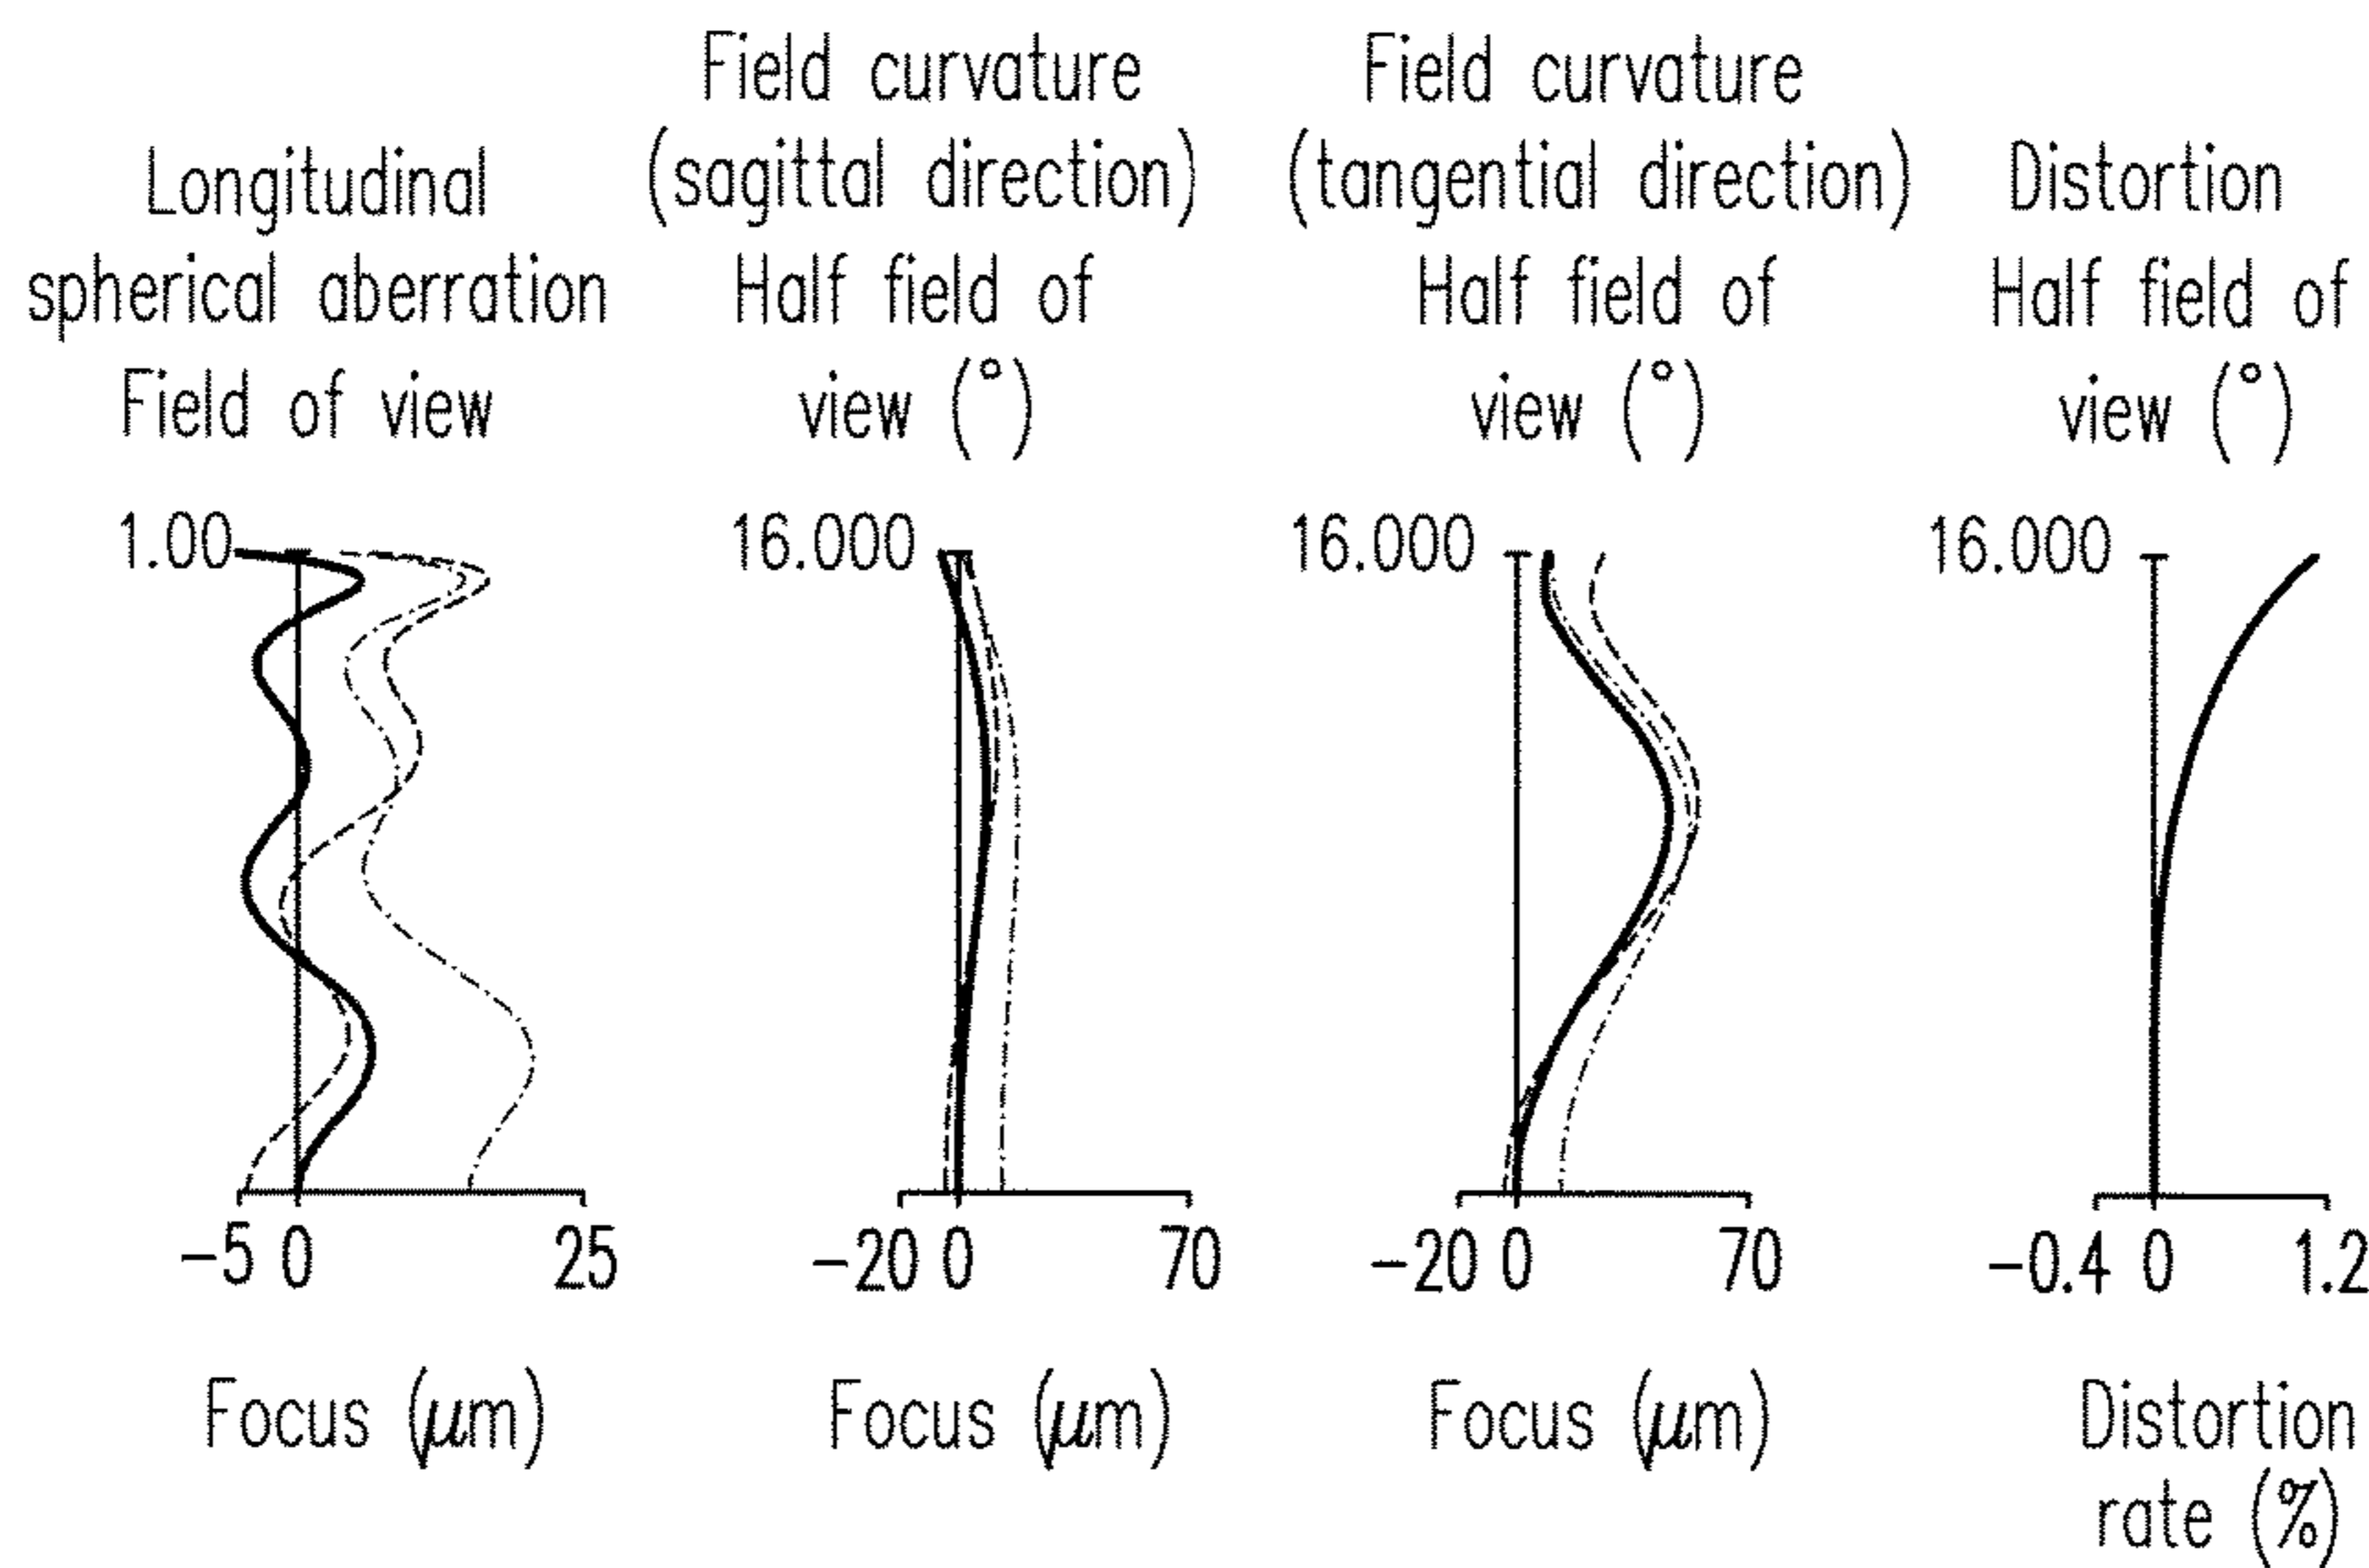 Longitudinal
spherical aberration
Field of view
1.00
-5 0 25
Focus (μm)
Field curvature
(sagittal direction)
Half field of
view (°)
16.000
-20 0 70
Focus (μm)
Field curvature
(tangential direction)
Half field of
view (°)
16.000
-20 0 70
Focus (μm)
Distortion
Half field of
view (°)
16.000
-0.4 0 1.2
Distortion
rate (%)